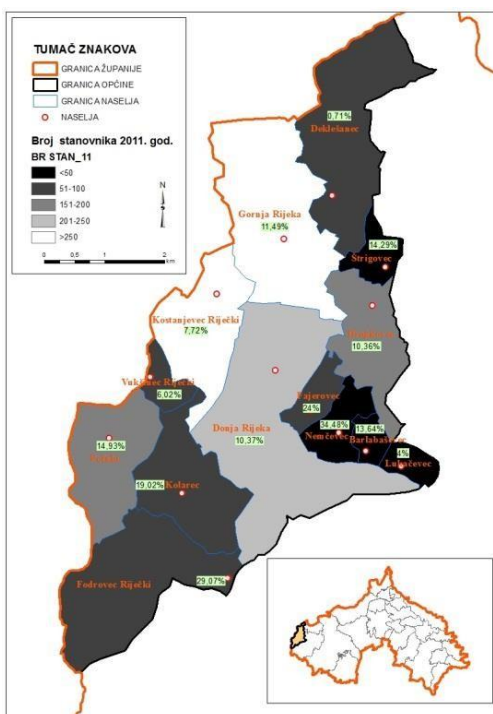 TUMAČ ZNAKOVA
GRANICA ŽUPANIJE
GRANICA OPĆINE
GRANICA NASELJA
NASELJA
Broj stanovnika 2011. god.
BR STAN_11
<50
51-100
151-200
201-250
>250
N
0 0,5 1 2
km
0,71%
Deklešanec
Gornja Rijeka
11,49%
14,29%
Štrigovec
Kostanjevec Riječki
7,72%
10,36%
Vukšinec Riječki
6,02%
Pajerovec
24%
Donja Rijeka
10,37%
34,48%
Nemčevec
13,64%
Barlabaševec
4%
Lukačevec
14,93%
19,02%
Kolarec
Fodrovec Riječki
29,07%